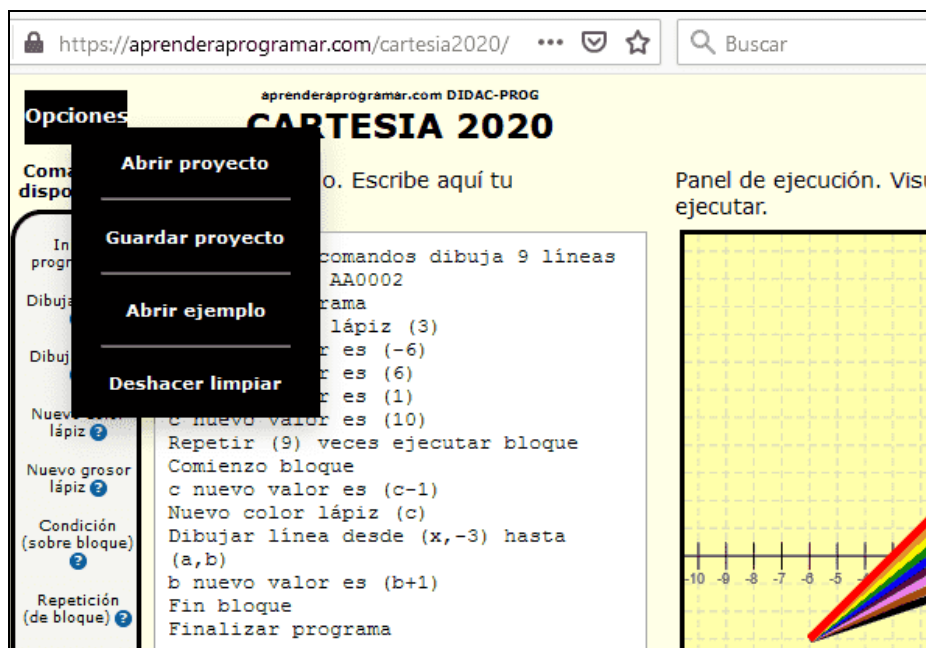 https://aprenderaprogramar.com/cartesia2020/
Buscar
aprenderaprogramar.com DIDAC-PROG
Opciones
CARTESIA 2020
Abrir proyecto
Guardar proyecto
Abrir ejemplo
Deshacer limpiar
o. Escribe aquí tu
Panel de ejecución.
ejecutar.
Nuevo color
lápiz ?
Nuevo grosor
lápiz ?
Condición
(sobre bloque)
?
Repetición
(de bloque) ?
comandos dibuja 9 líneas
AA0002
lápiz (3)
es (-6)
es (6)
es (1)
c nuevo valor es (10)
Repetir (9) veces ejecutar bloque
Comienzo bloque
c nuevo valor es (c-1)
Nuevo color lápiz (c)
Dibujar línea desde (x,-3) hasta
(a,b)
b nuevo valor es (b+1)
Fin bloque
Finalizar programa
-10 -9 -8 -7 -6 -5